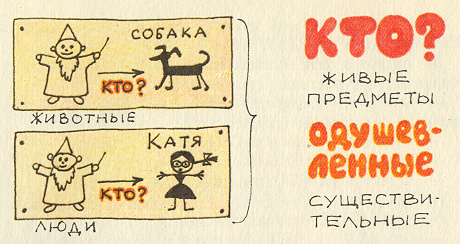 СОБАКА
КТО?
ЖИВОТНЫЕ
КАТЯ
КТО?
ЛЮДИ
КТО?
ЖИВЫЕ
ПРЕДМЕТЫ
ОДУШЕВ-
ЛЕННЫЕ
СУЩЕСТВИ-
ТЕЛЬНЫЕ